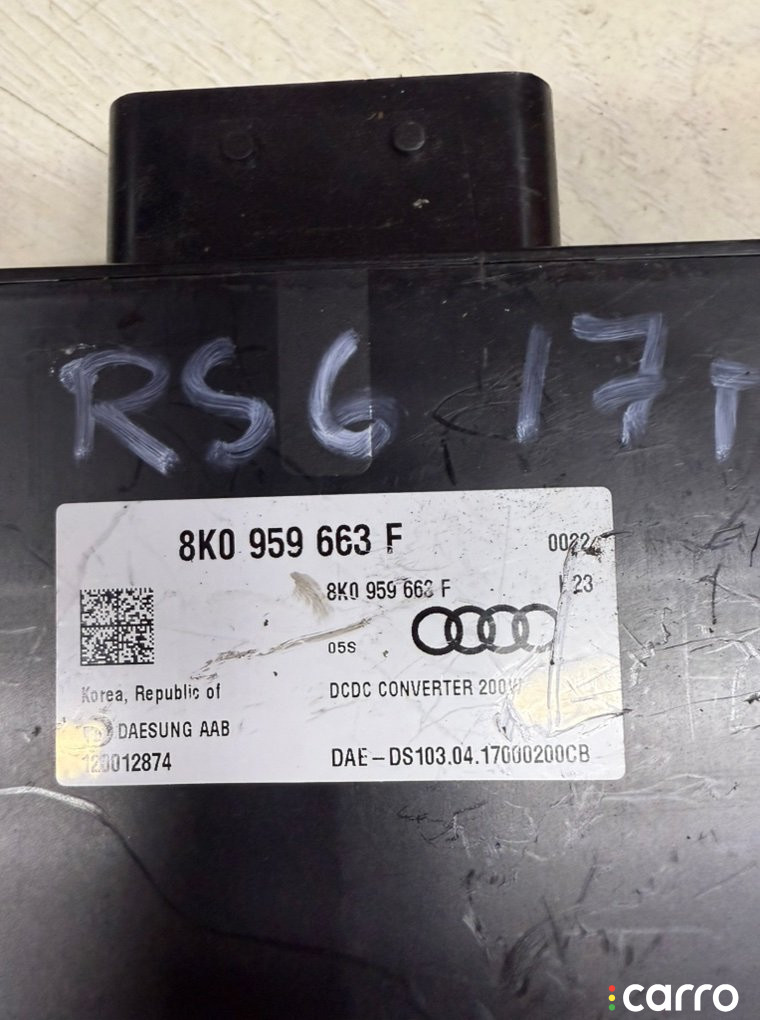 RS6 17г
8K0 959 663 F 0022
8K0 959 663 F 23
05S
Korea, Republic of DCDC CONVERTER 200W
DAESUNG AAB
120012874 DAE-DS103.04.17000200CB
carro